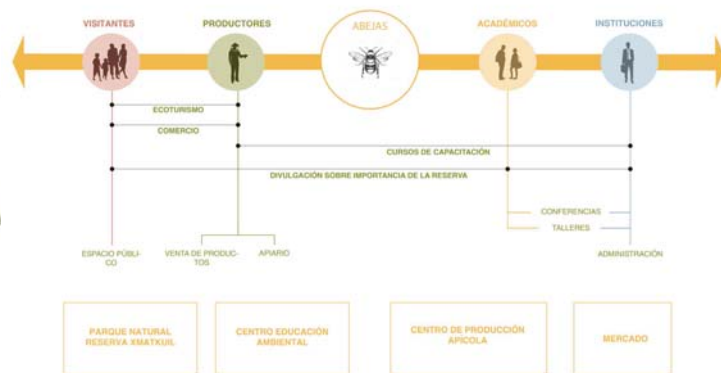 VISITANTES
PRODUCTORES
ABEJAS
ACADÉMICOS
INSTITUCIONES
ECOTURISMO
COMERCIO
CURSOS DE CAPACITACIÓN
DIVULGACIÓN SOBRE IMPORTANCIA DE LA RESERVA
CONFERENCIAS
TALLERES
ESPACIO PÚBLI-
CO
VENTA DE PRODUC-
TOS
APIARIO
ADMINISTRACIÓN
PARQUE NATURAL
RESERVA XMATKUIL
CENTRO EDUCACIÓN
AMBIENTAL
CENTRO DE PRODUCCIÓN
APICOLA
MERCADO